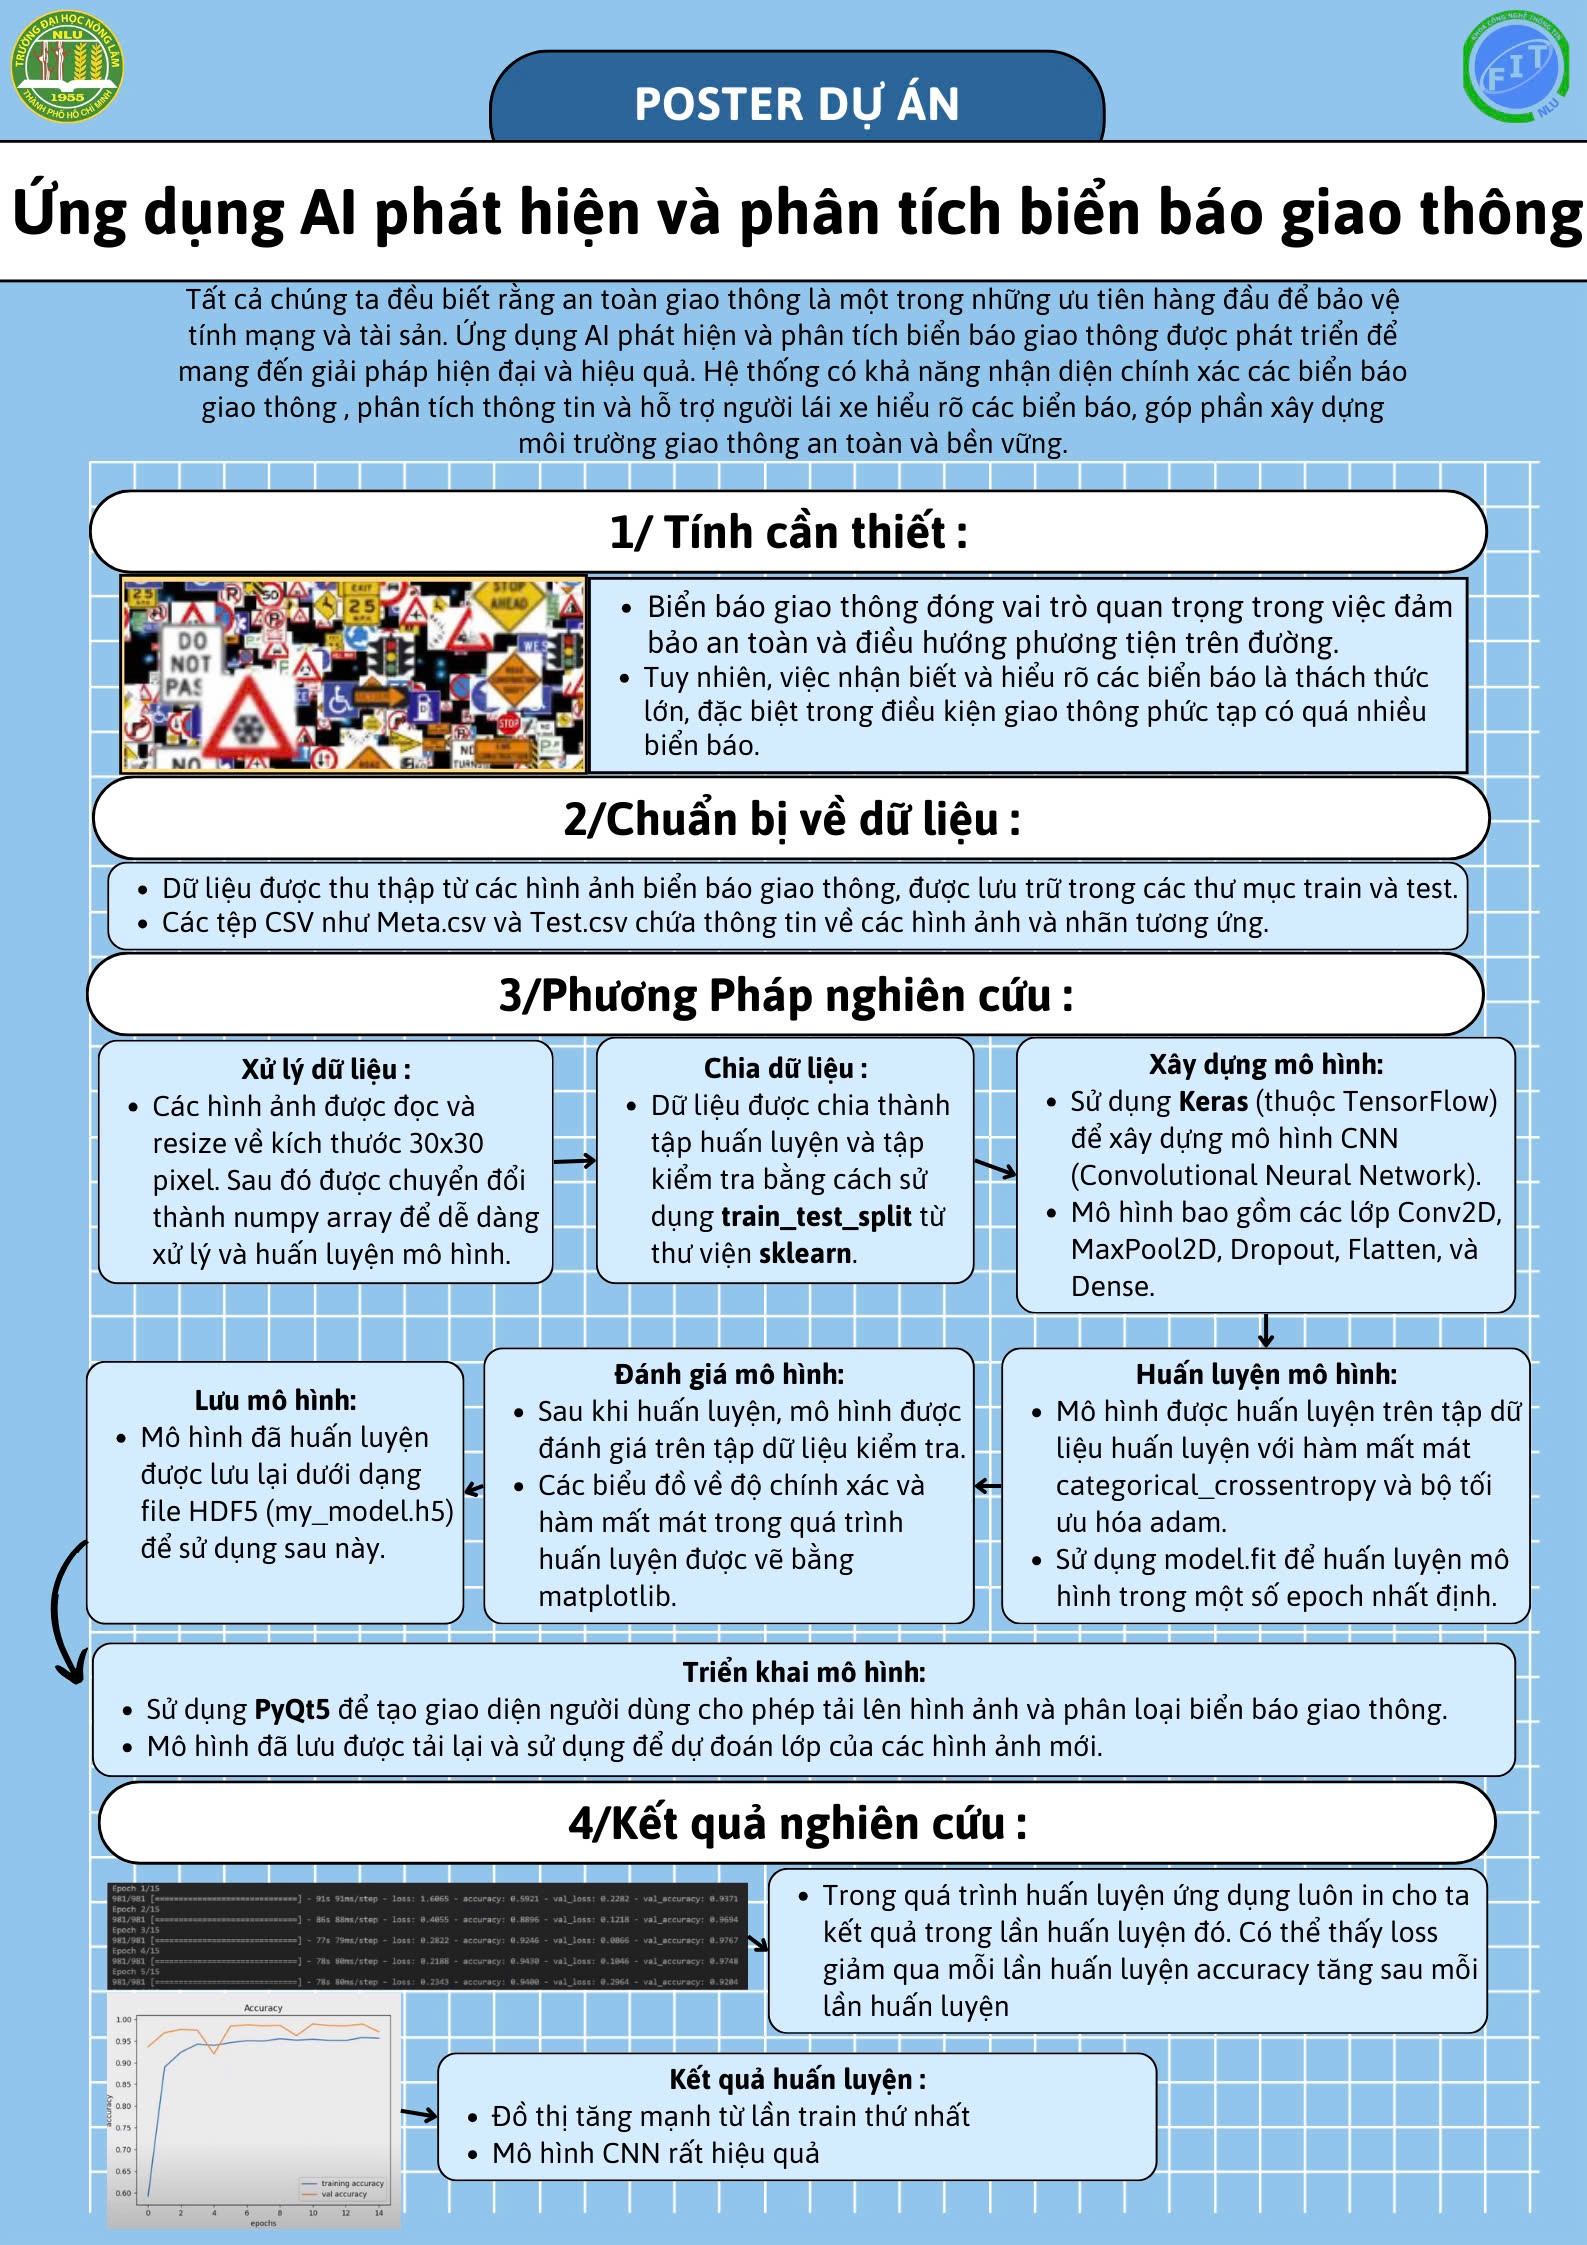 TRƯỜNG ĐẠI HỌC NÔNG LÂM
NLU
1955
THÀNH PHỐ HỒ CHÍ MINH
KHOA CÔNG NGHỆ THÔNG TIN
FIT
NLU
POSTER DỰ ÁN
Ứng dụng AI phát hiện và phân tích biển báo giao thông
Tất cả chúng ta đều biết rằng an toàn giao thông là một trong những ưu tiên hàng đầu để bảo vệ
tính mạng và tài sản. Ứng dụng AI phát hiện và phân tích biển báo giao thông được phát triển để
mang đến giải pháp hiện đại và hiệu quả. Hệ thống có khả năng nhận diện chính xác các biển báo
giao thông , phân tích thông tin và hỗ trợ người lái xe hiểu rõ các biển báo, góp phần xây dựng
môi trường giao thông an toàn và bền vững.
1/ Tính cần thiết :
25
50
EXIT
25
STOP
AHEAD
DO
NOT
PAS
WES
ROAD
CONSTRUCTION
STOP
NO
NO
TURN
ROAD
• Biển báo giao thông đóng vai trò quan trọng trong việc đảm
bảo an toàn và điều hướng phương tiện trên đường.
• Tuy nhiên, việc nhận biết và hiểu rõ các biển báo là thách thức
lớn, đặc biệt trong điều kiện giao thông phức tạp có quá nhiều
biển báo.
2/Chuẩn bị về dữ liệu :
• Dữ liệu được thu thập từ các hình ảnh biển báo giao thông, được lưu trữ trong các thư mục train và test.
• Các tệp CSV như Meta.csv và Test.csv chứa thông tin về các hình ảnh và nhãn tương ứng.
3/Phương Pháp nghiên cứu :
Xử lý dữ liệu :
• Các hình ảnh được đọc và
resize về kích thước 30x30
pixel. Sau đó được chuyển đổi
thành numpy array để dễ dàng
xử lý và huấn luyện mô hình.
Chia dữ liệu :
• Dữ liệu được chia thành
tập huấn luyện và tập
kiểm tra bằng cách sử
dụng train_test_split từ
thư viện sklearn.
Xây dựng mô hình:
• Sử dụng Keras (thuộc TensorFlow)
để xây dựng mô hình CNN
(Convolutional Neural Network).
• Mô hình bao gồm các lớp Conv2D,
MaxPool2D, Dropout, Flatten, và
Dense.
Huấn luyện mô hình:
• Mô hình được huấn luyện trên tập dữ
liệu huấn luyện với hàm mất mát
categorical_crossentropy và bộ tối
ưu hóa adam.
• Sử dụng model.fit để huấn luyện mô
hình trong một số epoch nhất định.
Đánh giá mô hình:
• Sau khi huấn luyện, mô hình được
đánh giá trên tập dữ liệu kiểm tra.
• Các biểu đồ về độ chính xác và
hàm mất mát trong quá trình
huấn luyện được vẽ bằng
matplotlib.
Lưu mô hình:
• Mô hình đã huấn luyện
được lưu lại dưới dạng
file HDF5 (my_model.h5)
để sử dụng sau này.
Triển khai mô hình:
• Sử dụng PyQt5 để tạo giao diện người dùng cho phép tải lên hình ảnh và phân loại biển báo giao thông.
• Mô hình đã lưu được tải lại và sử dụng để dự đoán lớp của các hình ảnh mới.
4/Kết quả nghiên cứu :
Epoch 1/15
981/981 [==============================] - 91s 91ms/step - loss: 1.6065 - accuracy: 0.5921 - val_loss: 0.2282 - val_accuracy: 0.9371
Epoch 2/15
981/981 [==============================] - 86s 88ms/step - loss: 0.4055 - accuracy: 0.8896 - val_loss: 0.1218 - val_accuracy: 0.9694
Epoch 3/15
981/981 [==============================] - 77s 79ms/step - loss: 0.2822 - accuracy: 0.9246 - val_loss: 0.0866 - val_accuracy: 0.9767
Epoch 4/15
981/981 [==============================] - 78s 80ms/step - loss: 0.2188 - accuracy: 0.9430 - val_loss: 0.1046 - val_accuracy: 0.9748
Epoch 5/15
981/981 [==============================] - 78s 80ms/step - loss: 0.2343 - accuracy: 0.9400 - val_loss: 0.2964 - val_accuracy: 0.9204
• Trong quá trình huấn luyện ứng dụng luôn in cho ta
kết quả trong lần huấn luyện đó. Có thể thấy loss
giảm qua mỗi lần huấn luyện accuracy tăng sau mỗi
lần huấn luyện
Accuracy
1.00
0.95
0.90
0.85
0.80
0.75
0.70
0.65
0.60
accuracy
training accuracy
val accuracy
0 2 4 6 8 10 12 14
epochs
Kết quả huấn luyện :
• Đồ thị tăng mạnh từ lần train thứ nhất
• Mô hình CNN rất hiệu quả